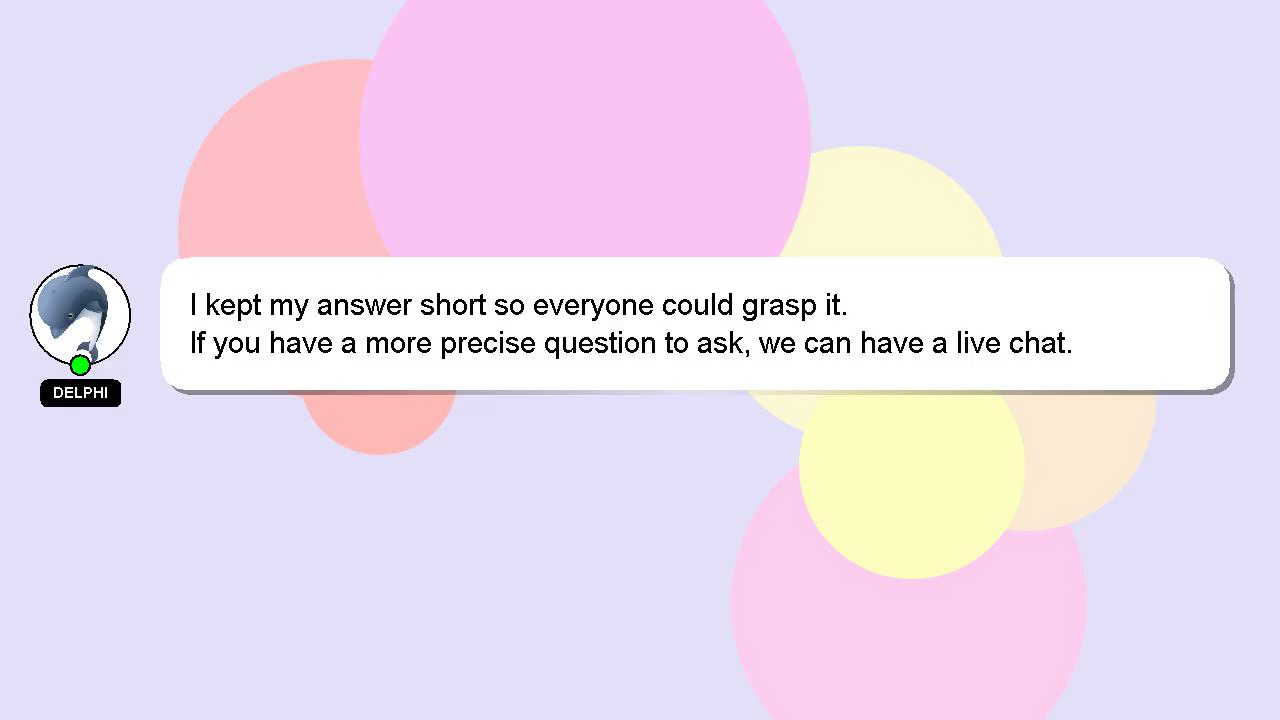 I kept my answer short so everyone could grasp it.
If you have a more precise question to ask, we can have a live chat.
DELPHI